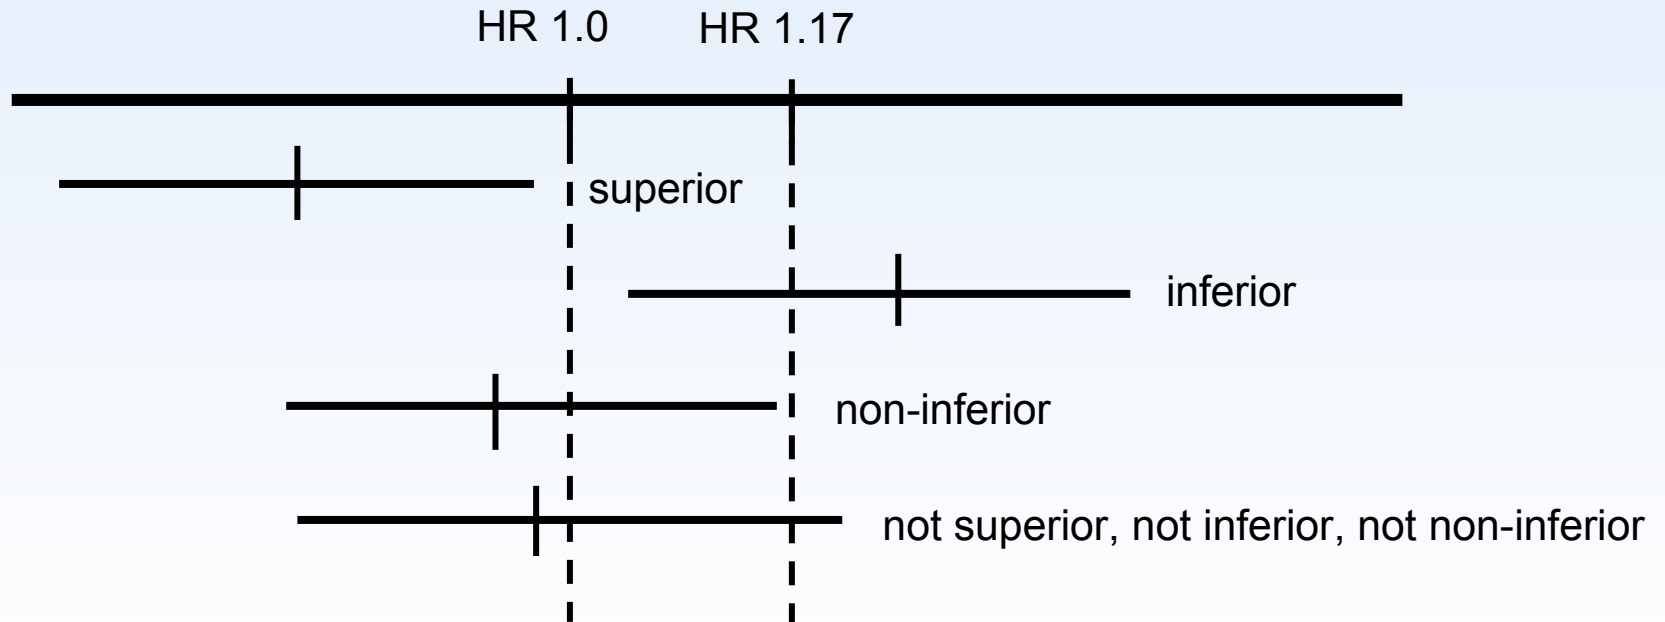 HR 1.0 HR 1.17
superior
inferior
non-inferior
not superior, not inferior, not non-inferior